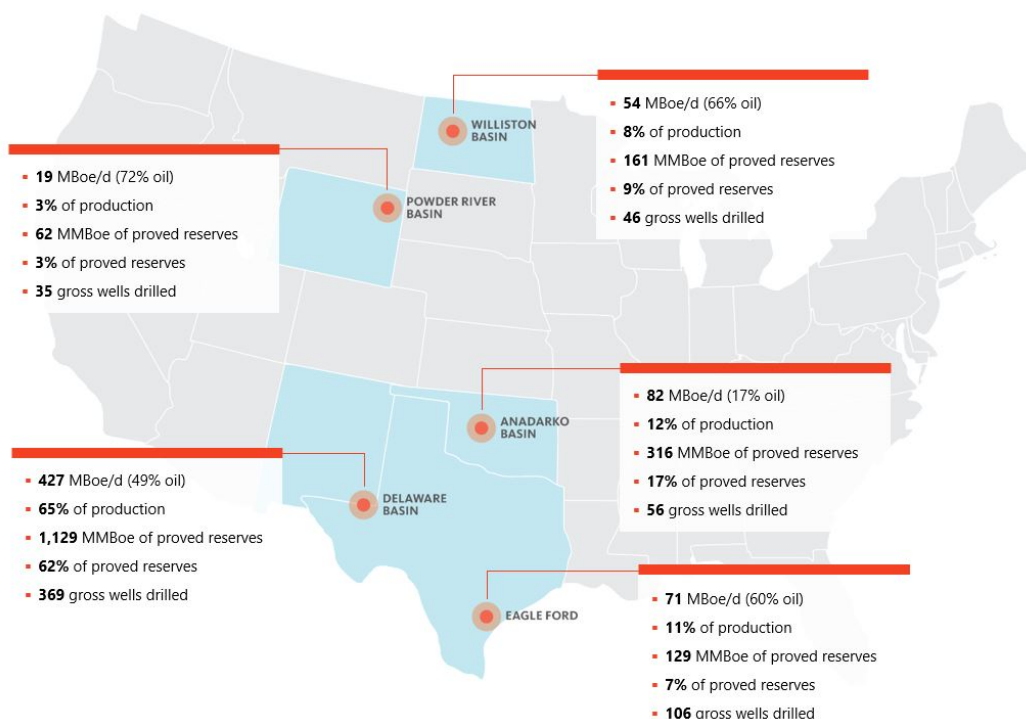 WILLISTON
BASIN
▪ 54 MBoe/d (66% oil)
▪ 8% of production
▪ 161 MMBoe of proved reserves
▪ 9% of proved reserves
▪ 46 gross wells drilled
POWDER RIVER
BASIN
▪ 19 MBoe/d (72% oil)
▪ 3% of production
▪ 62 MMBoe of proved reserves
▪ 3% of proved reserves
▪ 35 gross wells drilled
ANADARKO
BASIN
▪ 82 MBoe/d (17% oil)
▪ 12% of production
▪ 316 MMBoe of proved reserves
▪ 17% of proved reserves
▪ 56 gross wells drilled
DELAWARE
BASIN
▪ 427 MBoe/d (49% oil)
▪ 65% of production
▪ 1,129 MMBoe of proved reserves
▪ 62% of proved reserves
▪ 369 gross wells drilled
EAGLE FORD
▪ 71 MBoe/d (60% oil)
▪ 11% of production
▪ 129 MMBoe of proved reserves
▪ 7% of proved reserves
▪ 106 gross wells drilled